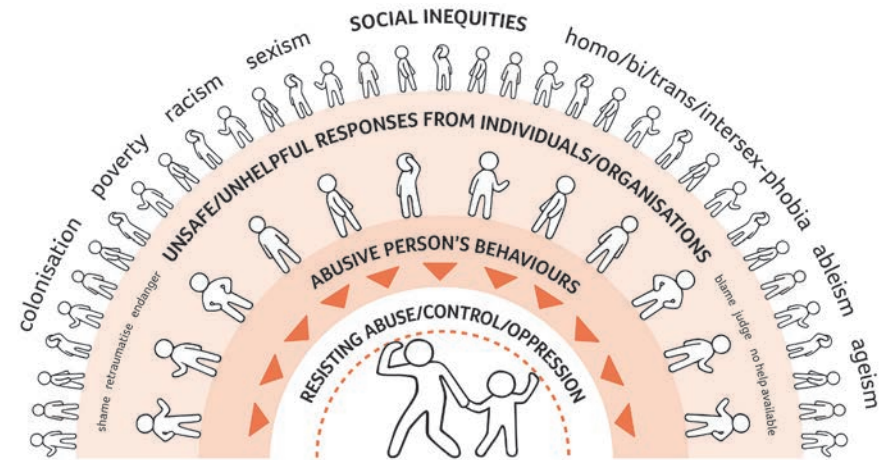 SOCIAL INEQUITIES
colonisation
poverty
racism
sexism
homo/bi/trans/intersex-phobia
ableism
ageism
UNSAFE/UNHELPFUL RESPONSES FROM INDIVIDUALS/ORGANISATIONS
shame retraumatise endanger
blame judge no help available
ABUSIVE PERSON'S BEHAVIOURS
RESISTING ABUSE/CONTROL/OPPRESSION